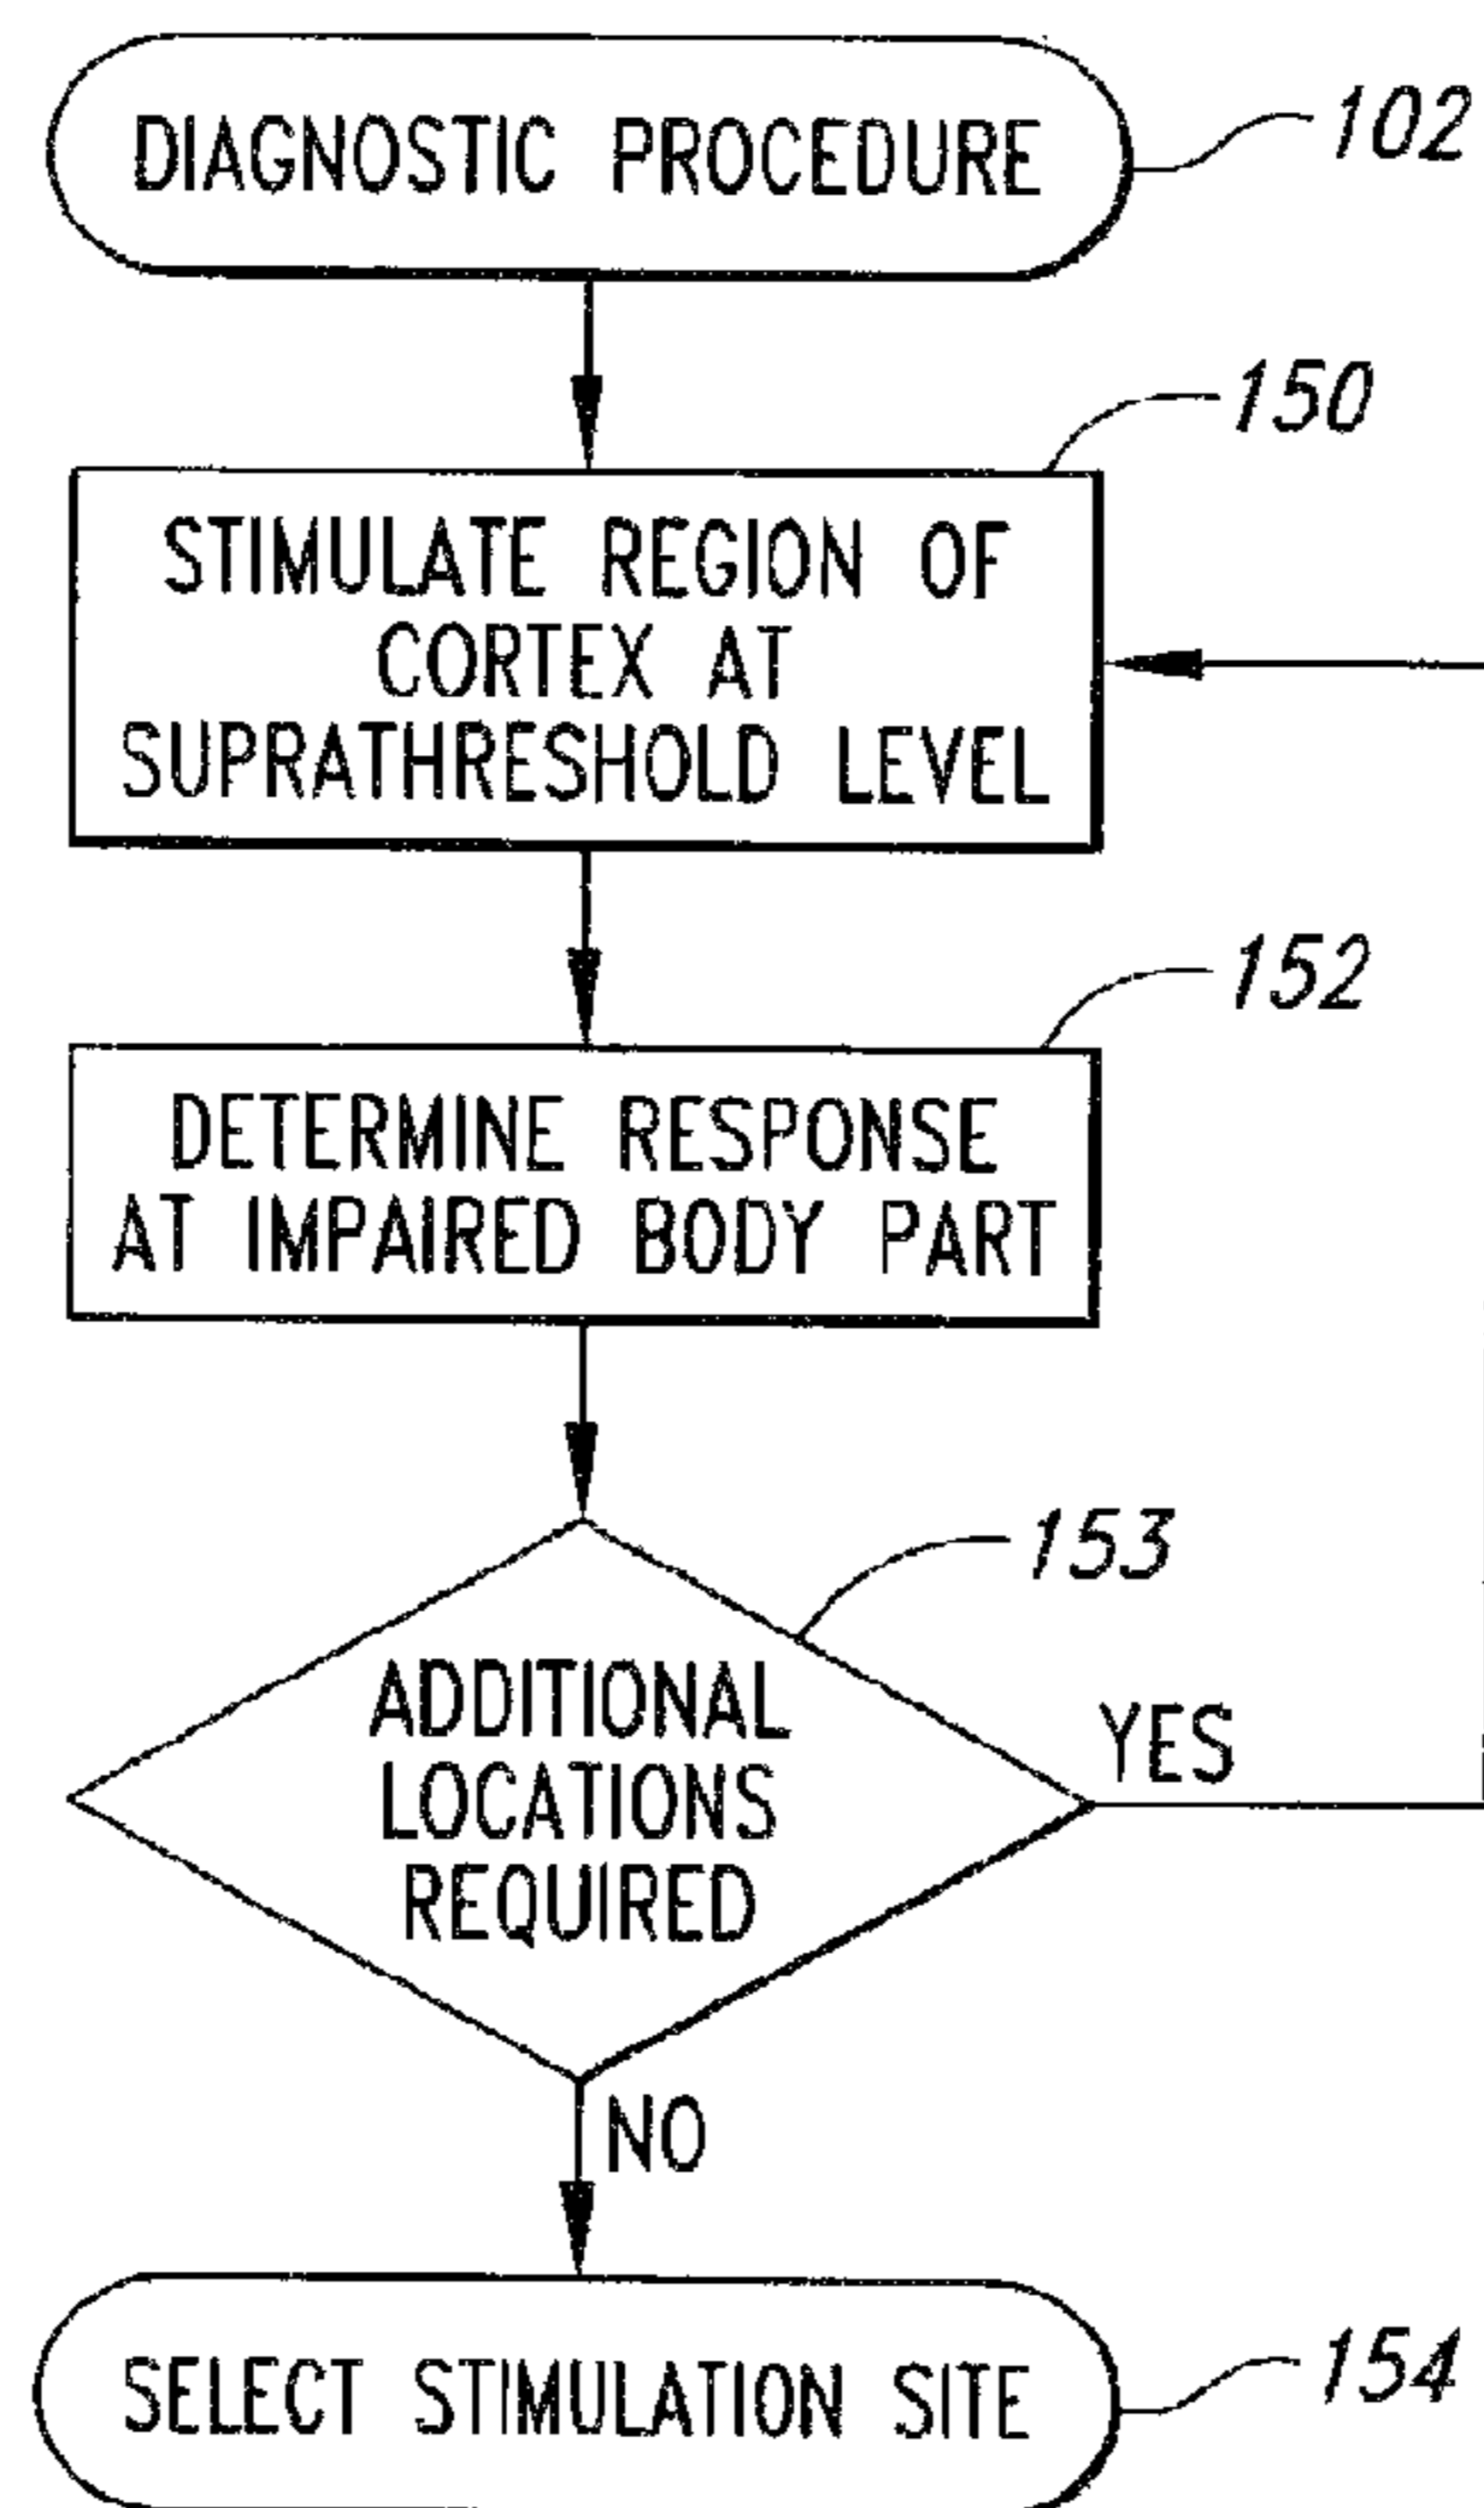 DIAGNOSTIC PROCEDURE
102
150
STIMULATE REGION OF
CORTEX AT
SUPRATHRESHOLD LEVEL
152
DETERMINE RESPONSE
AT IMPAIRED BODY PART
153
ADDITIONAL
LOCATIONS
REQUIRED
YES
NO
SELECT STIMULATION SITE
154